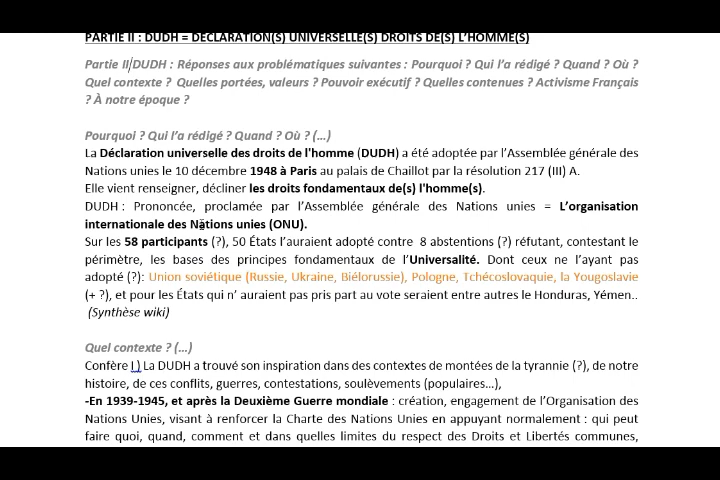 PARTIE II : DUDH = DECLARATION(S) UNIVERSELLE(S) DROITS DE(S) L'HOMME(S)
Partie II/DUDH : Réponses aux problématiques suivantes : Pourquoi ? Qui l'a rédigé ? Quand ? Où ?
Quel contexte ? Quelles portées, valeurs ? Pouvoir exécutif ? Quelles contenues ? Activisme Français
? À notre époque ?
Pourquoi ? Qui l'a rédigé ? Quand ? Où ? (…)
La Déclaration universelle des droits de l'homme (DUDH) a été adoptée par l'Assemblée générale des
Nations unies le 10 décembre 1948 à Paris au palais de Chaillot par la résolution 217 (III) A.
Elle vient renseigner, décliner les droits fondamentaux de(s) l'homme(s).
DUDH : Prononcée, proclamée par l'Assemblée générale des Nations unies = L'organisation
internationale des Nations unies (ONU).
Sur les 58 participants (?), 50 États l'auraient adopté contre 8 abstentions (?) réfutant, contestant le
périmètre, les bases des principes fondamentaux de l'Universalité. Dont ceux ne l'ayant pas
adopté (?): Union soviétique (Russie, Ukraine, Biélorussie), Pologne, Tchécoslovaquie, la Yougoslavie
(+ ?), et pour les États qui n' auraient pas pris part au vote seraient entre autres le Honduras, Yémen..
(Synthèse wiki)
Quel contexte ? (…)
Confère I ) La DUDH a trouvé son inspiration dans des contextes de montées de la tyrannie (?), de notre
histoire, de ces conflits, guerres, contestations, soulèvements (populaires…),
-En 1939-1945, et après la Deuxième Guerre mondiale : création, engagement de l'Organisation des
Nations Unies, visant à renforcer la Charte des Nations Unies en appuyant normalement : qui peut
faire quoi, quand, comment et dans quelles limites du respect des Droits et Libertés communes,